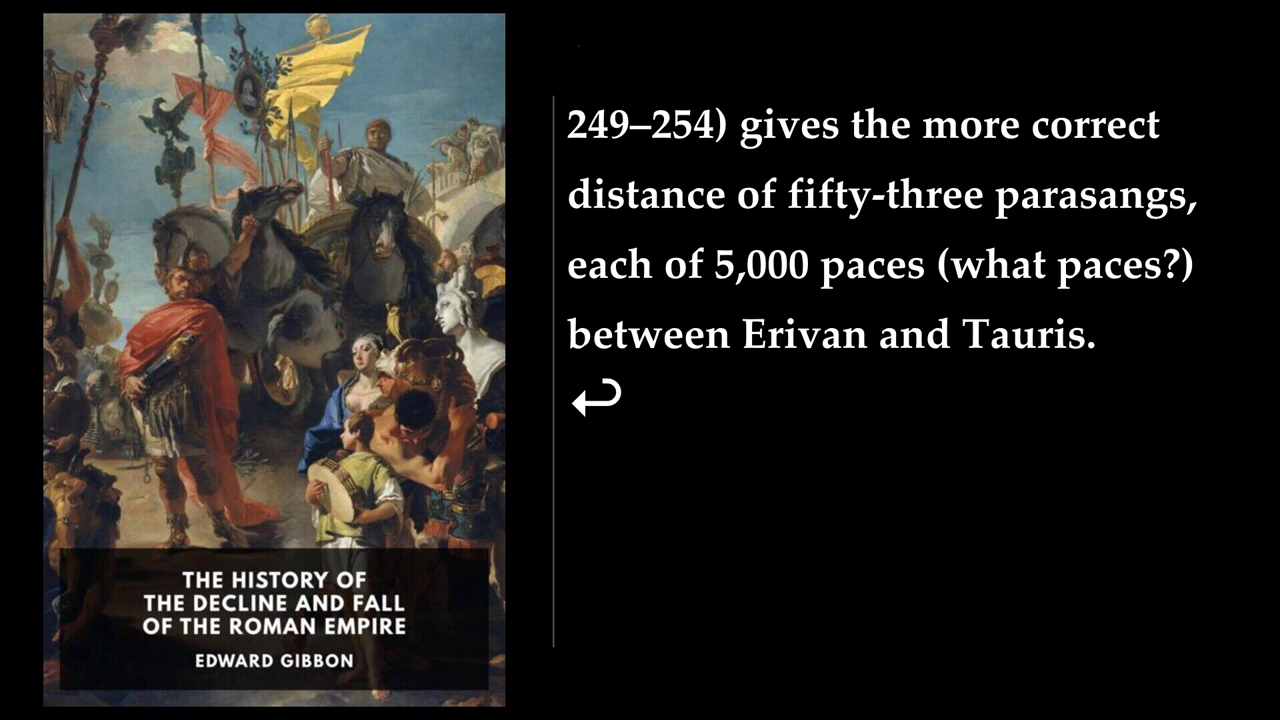 249–254) gives the more correct
distance of fifty-three parasangs,
each of 5,000 paces (what paces?)
between Erivan and Tauris.
↩
THE HISTORY OF
THE DECLINE AND FALL
OF THE ROMAN EMPIRE
EDWARD GIBBON